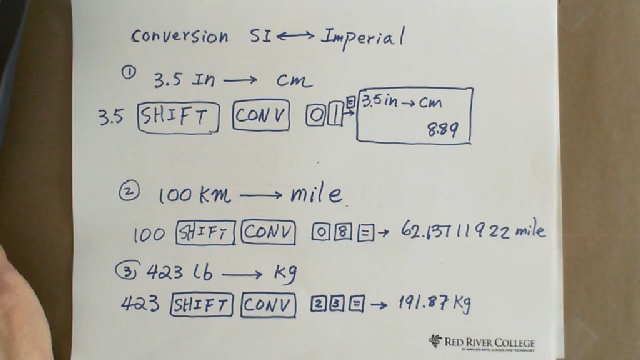 Conversion SI ↔ Imperial
① 3.5 In → cm
3.5 SHIFT CONV 0 1 = → 3.5in → cm
8.89
② 100 Km → mile
100 SHIFT CONV 0 8 = → 62.13711922 mile
③ 423 lb → kg
423 SHIFT CONV 2 3 = → 191.87 Kg
RED RIVER COLLEGE